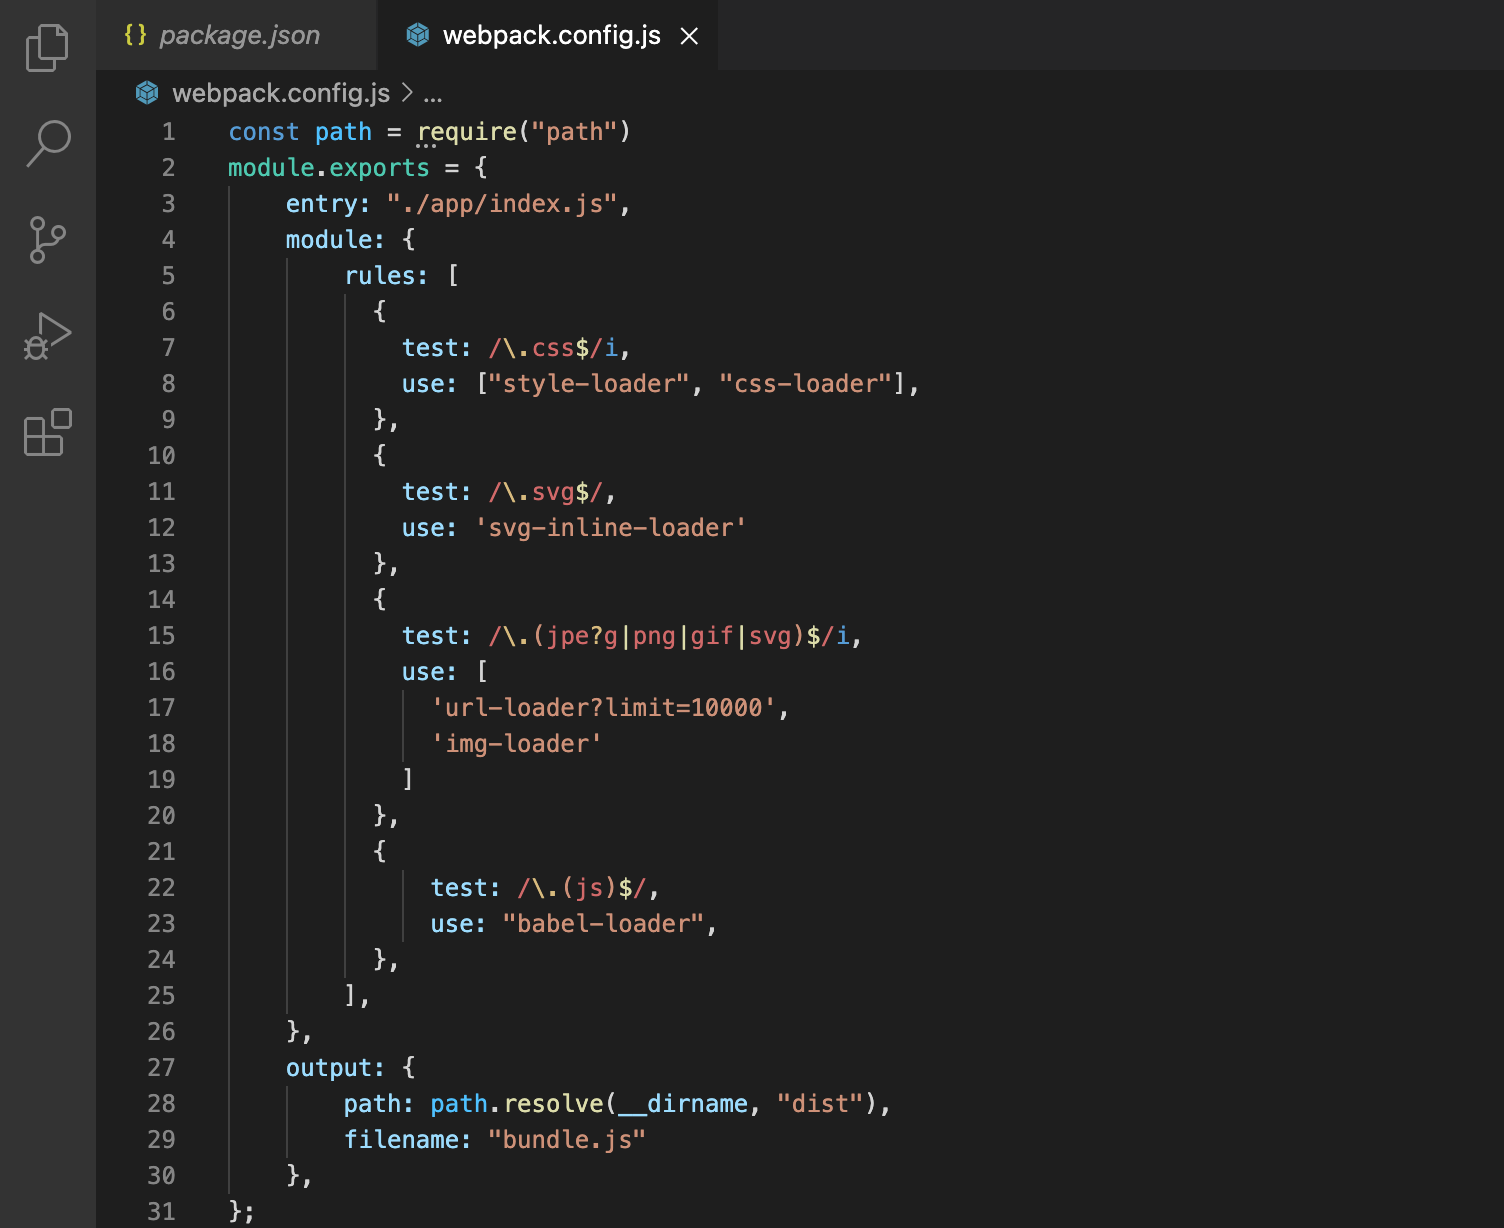 {} package.json webpack.config.js
webpack.config.js > ...
1 const path = require("path")
2 module.exports = {
3 entry: "./app/index.js",
4 module: {
5 rules: [
6 {
7 test: /\.css$/i,
8 use: ["style-loader", "css-loader"],
9 },
10 {
11 test: /\.svg$/,
12 use: 'svg-inline-loader'
13 },
14 {
15 test: /\.(jpe?g|png|gif|svg)$/i,
16 use: [
17 'url-loader?limit=10000',
18 'img-loader'
19 ]
20 },
21 {
22 test: /\.(js)$/,
23 use: "babel-loader",
24 },
25 ],
26 },
27 output: {
28 path: path.resolve(__dirname, "dist"),
29 filename: "bundle.js"
30 },
31 };